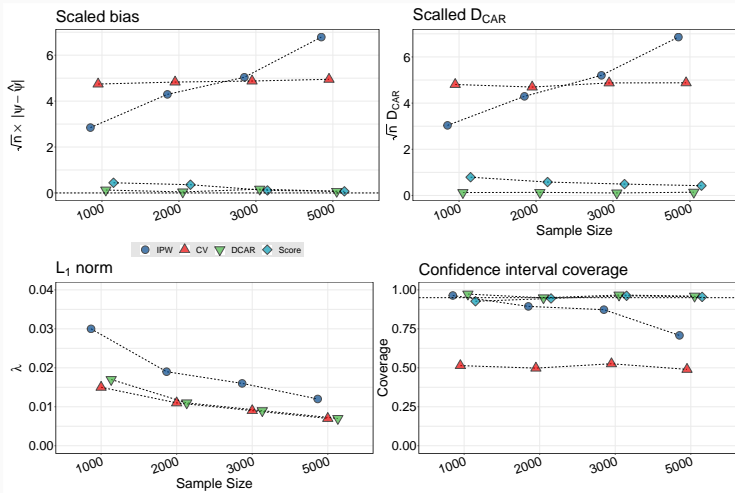 Scaled bias
√n × |ψ − ψ̂|
6
4
2
0
1000
2000
3000
5000
Scalled D_CAR
√n D_CAR
6
4
2
0
1000
2000
3000
5000
Sample Size
IPW CV DCAR Score
L₁ norm
λ
0.04
0.03
0.02
0.01
0.00
1000
2000
3000
5000
Sample Size
Confidence interval coverage
Coverage
1.00
0.75
0.50
0.25
0.00
1000
2000
3000
5000
Sample Size